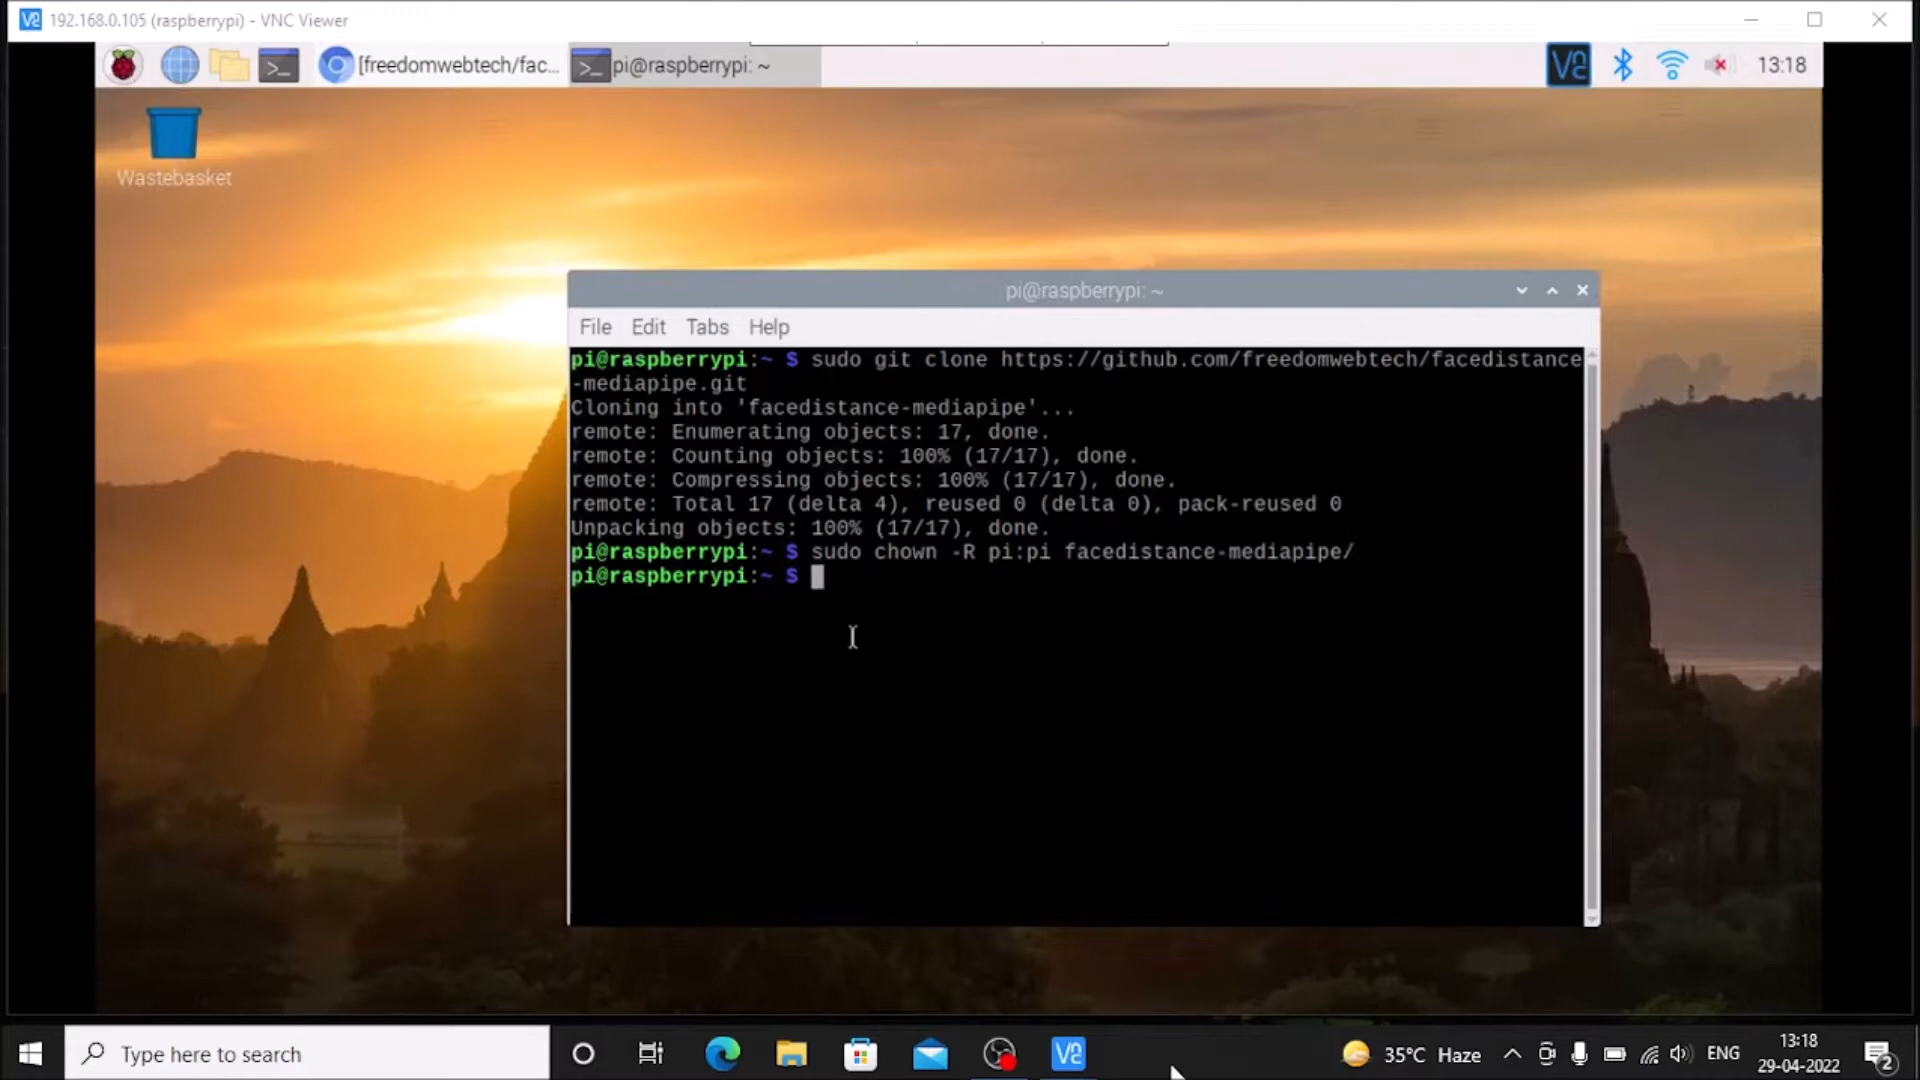 192.168.0.105 (raspberrypi) - VNC Viewer
[freedomwebtech/fac...
pi@raspberrypi: ~
13:18
Wastebasket
pi@raspberrypi: ~
File Edit Tabs Help
pi@raspberrypi:~ $ sudo git clone https://github.com/freedomwebtech/facedistance
-mediapipe.git
Cloning into 'facedistance-mediapipe'...
remote: Enumerating objects: 17, done.
remote: Counting objects: 100% (17/17), done.
remote: Compressing objects: 100% (17/17), done.
remote: Total 17 (delta 4), reused 0 (delta 0), pack-reused 0
Unpacking objects: 100% (17/17), done.
pi@raspberrypi:~ $ sudo chown -R pi:pi facedistance-mediapipe/
pi@raspberrypi:~ $
Type here to search
35°C Haze
ENG
13:18
29-04-2022
2